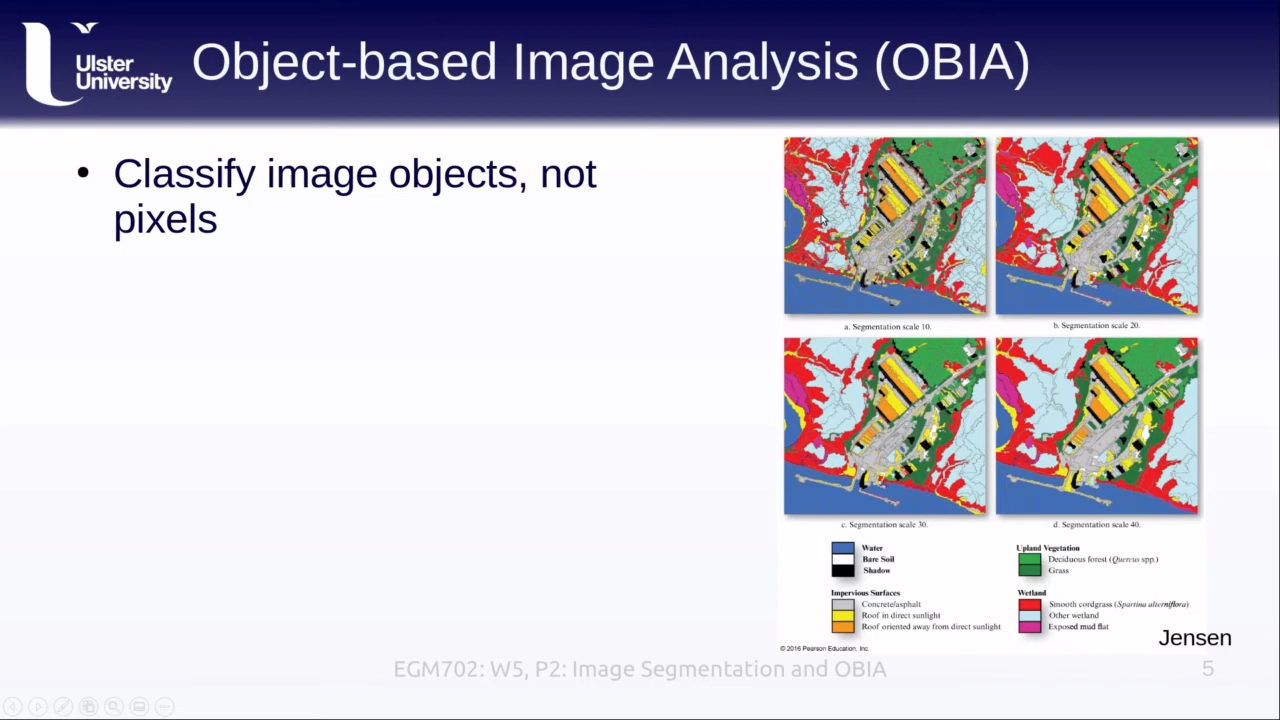 Ulster
University
Object-based Image Analysis (OBIA)
• Classify image objects, not
pixels
a. Segmentation scale 10.
b. Segmentation scale 20.
c. Segmentation scale 30.
d. Segmentation scale 40.
Water
Bare Soil
Shadow
Impervious Surfaces
Concrete/asphalt
Roof in direct sunlight
Roof oriented away from direct sunlight
Upland Vegetation
Deciduous forest (Quercus spp.)
Grass
Wetland
Smooth cordgrass (Spartina alterniflora)
Other wetland
Exposed mud flat
Jensen
© 2016 Pearson Education, Inc.
EGM702: W5, P2: Image Segmentation and OBIA
5